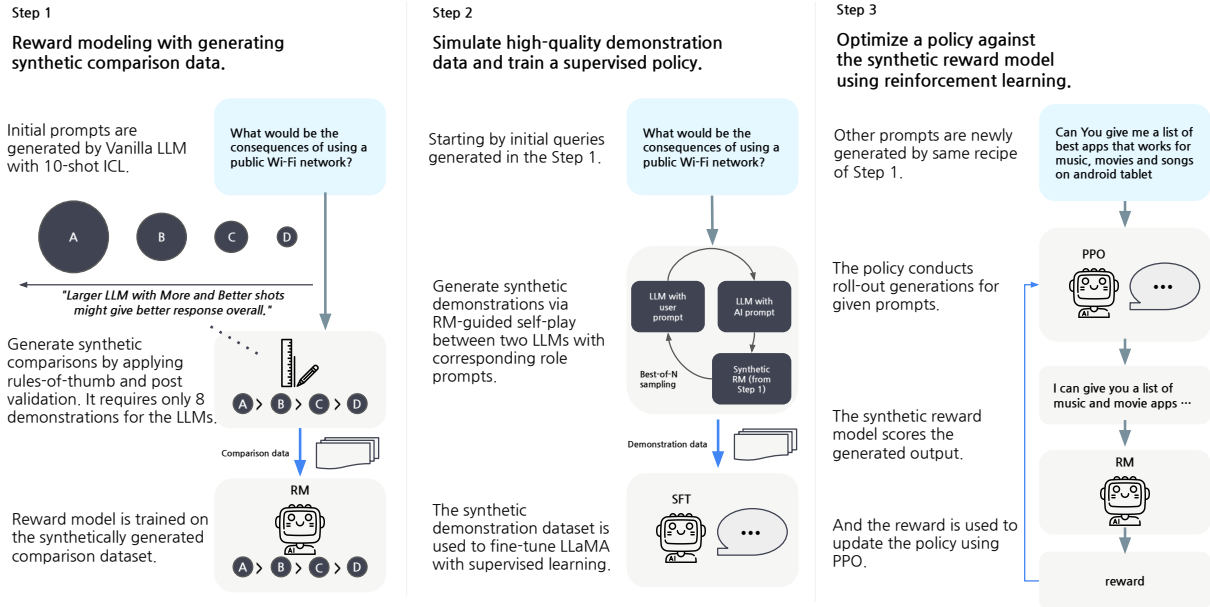 Step 1
Reward modeling with generating
synthetic comparison data.
Initial prompts are
generated by Vanilla LLM
with 10-shot ICL.
What would be the
consequences of using a
public Wi-Fi network?
A
B
C
D
"Larger LLM with More and Better shots
might give better response overall."
Generate synthetic
comparisons by applying
rules-of-thumb and post
validation. It requires only 8
demonstrations for the LLMs.
A > B > C > D
Comparison data
RM
AI
Reward model is trained on
the synthetically generated
comparison dataset.
A > B > C > D
Step 2
Simulate high-quality demonstration
data and train a supervised policy.
Starting by initial queries
generated in the Step 1.
What would be the
consequences of using a
public Wi-Fi network?
Generate synthetic
demonstrations via
RM-guided self-play
between two LLMs with
corresponding role
prompts.
LLM with
user
prompt
LLM with
AI prompt
Best-of-N
sampling
Synthetic
RM (from
Step 1)
Demonstration data
The synthetic
demonstration dataset is
used to fine-tune LLaMA
with supervised learning.
SFT
AI
•••
Step 3
Optimize a policy against
the synthetic reward model
using reinforcement learning.
Other prompts are newly
generated by same recipe
of Step 1.
Can You give me a list of
best apps that works for
music, movies and songs
on android tablet
The policy conducts
roll-out generations for
given prompts.
PPO
AI
•••
I can give you a list of
music and movie apps ···
The synthetic reward
model scores the
generated output.
RM
AI
And the reward is used to
update the policy using
PPO.
reward